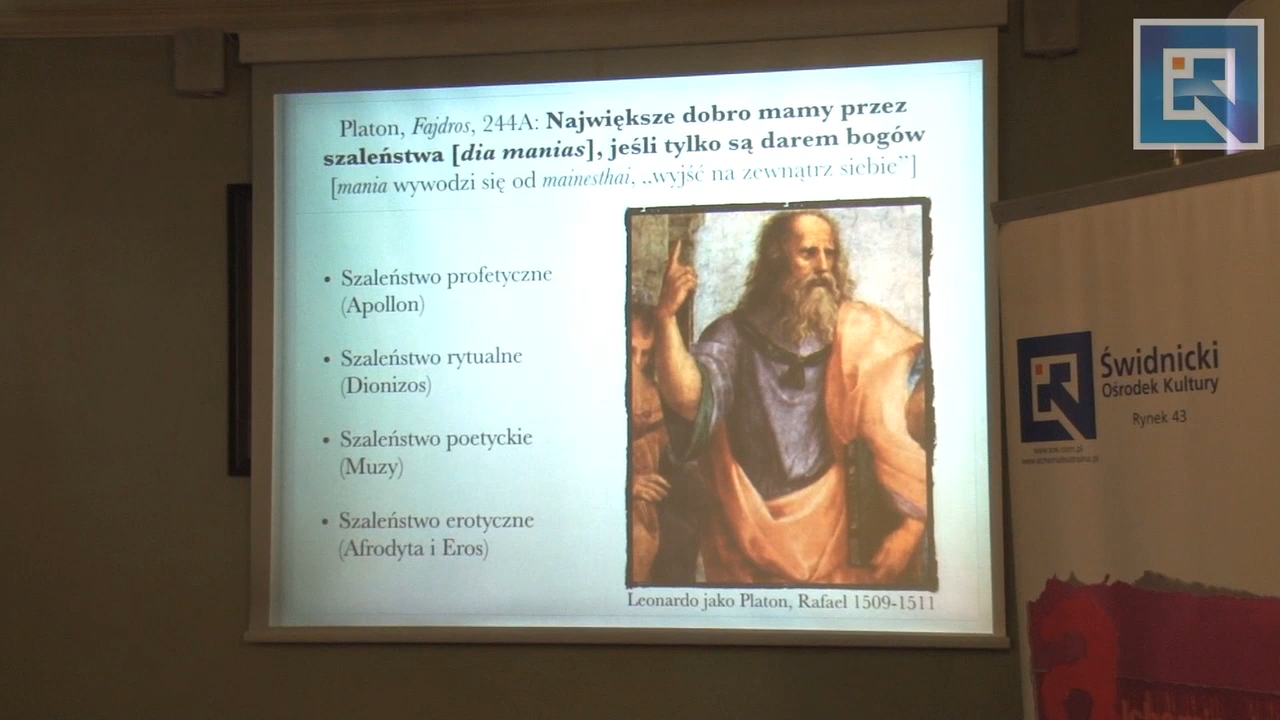 Platon, Fajdros, 244A: Największe dobro mamy przez
szaleństwa [dia manias], jeśli tylko są darem bogów
[mania wywodzi się od mainesthai, „wyjść na zewnątrz siebie”]
• Szaleństwo profetyczne
(Apollon)
• Szaleństwo rytualne
(Dionizos)
• Szaleństwo poetyckie
(Muzy)
• Szaleństwo erotyczne
(Afrodyta i Eros)
Leonardo jako Platon, Rafael 1509-1511
Świdnicki
Ośrodek Kultury
Rynek 43
a